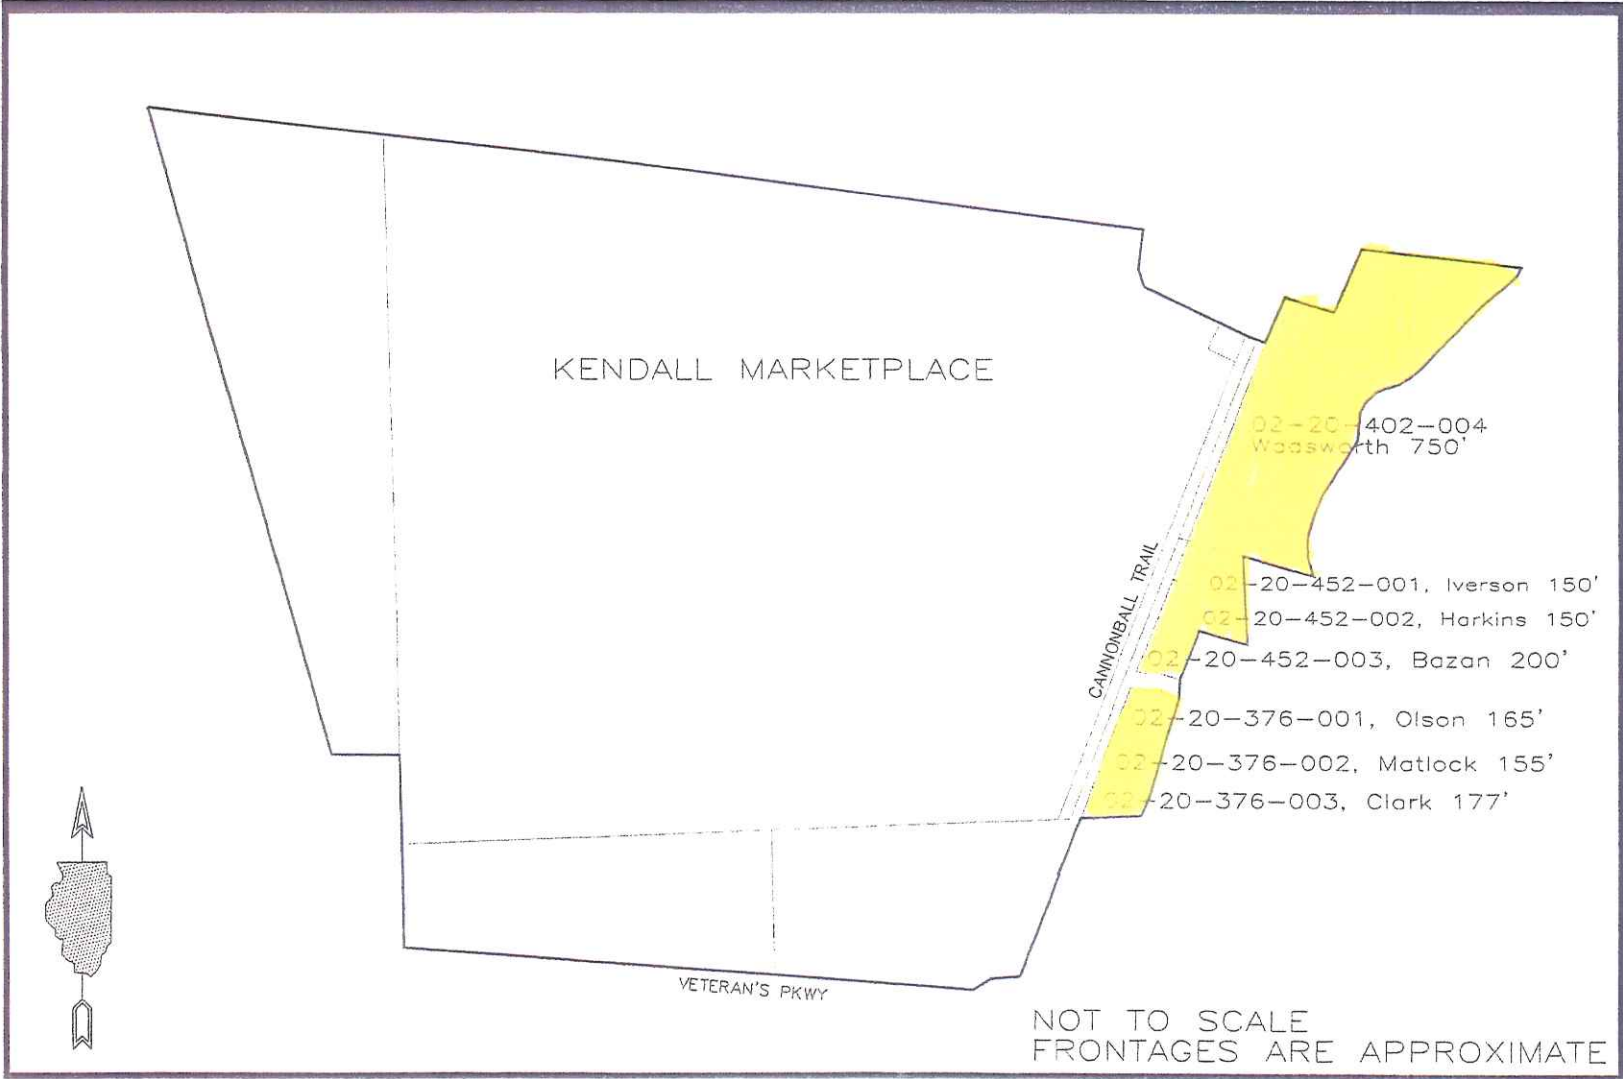 KENDALL MARKETPLACE
02-20-402-004
Wadsworth 750'
CANNONBALL TRAIL
02-20-452-001, Iverson 150'
02-20-452-002, Harkins 150'
02-20-452-003, Bazan 200'
02-20-376-001, Olson 165'
02-20-376-002, Matlock 155'
02-20-376-003, Clark 177'
VETERAN'S PKWY
NOT TO SCALE
FRONTAGES ARE APPROXIMATE